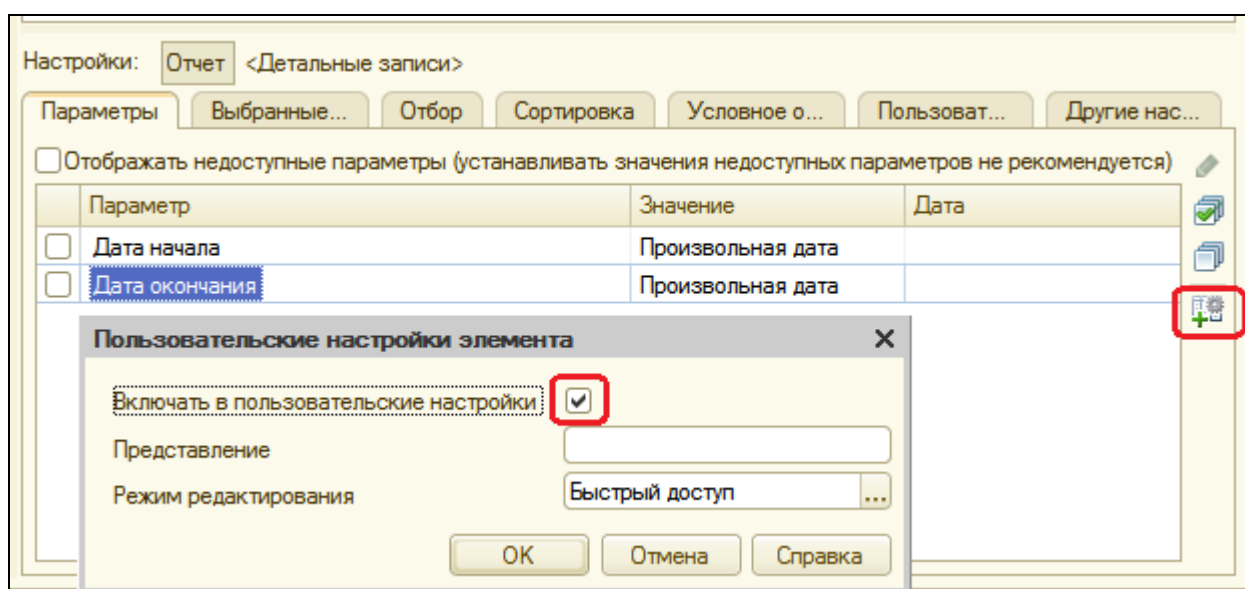 Настройки: Отчет <Детальные записи>
Параметры Выбранные... Отбор Сортировка Условное о... Пользоват... Другие нас...
Отображать недоступные параметры (устанавливать значения недоступных параметров не рекомендуется)
Параметр Значение Дата
Дата начала Произвольная дата
Дата окончания Произвольная дата
Пользовательские настройки элемента
Включать в пользовательские настройки
Представление
Режим редактирования Быстрый доступ ...
ОК Отмена Справка